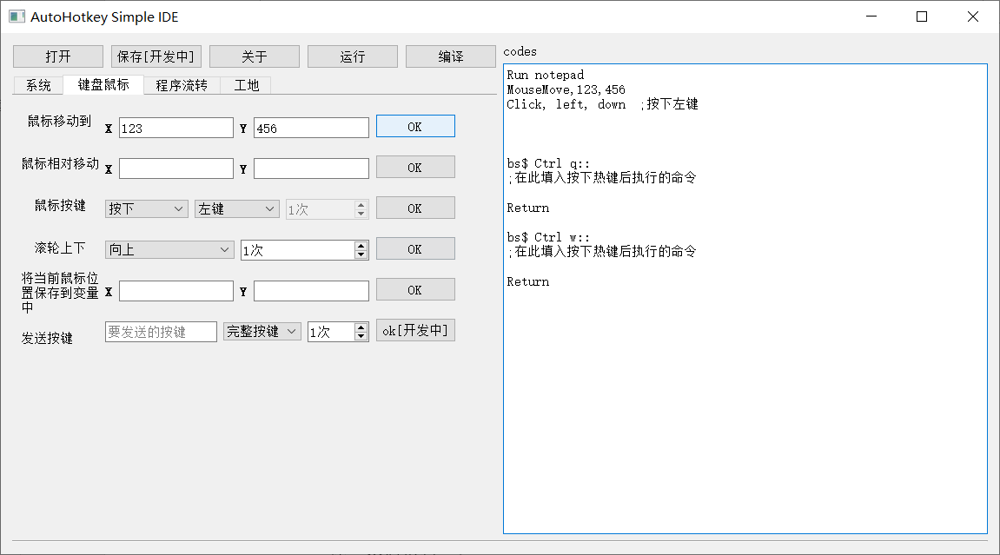 AutoHotkey Simple IDE
打开 保存[开发中] 关于 运行 编译
系统 键盘鼠标 程序流转 工地
鼠标移动到 X 123 Y 456 OK
鼠标相对移动 X Y OK
鼠标按键 按下 左键 1次 OK
滚轮上下 向上 1次 OK
将当前鼠标位
置保存到变量 X Y OK
中
发送按键 要发送的按键 完整按键 1次 ok[开发中]
codes
Run notepad
MouseMove,123,456
Click, left, down  ;按下左键
bs$ Ctrl q::
;在此填入按下热键后执行的命令
Return
bs$ Ctrl w::
;在此填入按下热键后执行的命令
Return